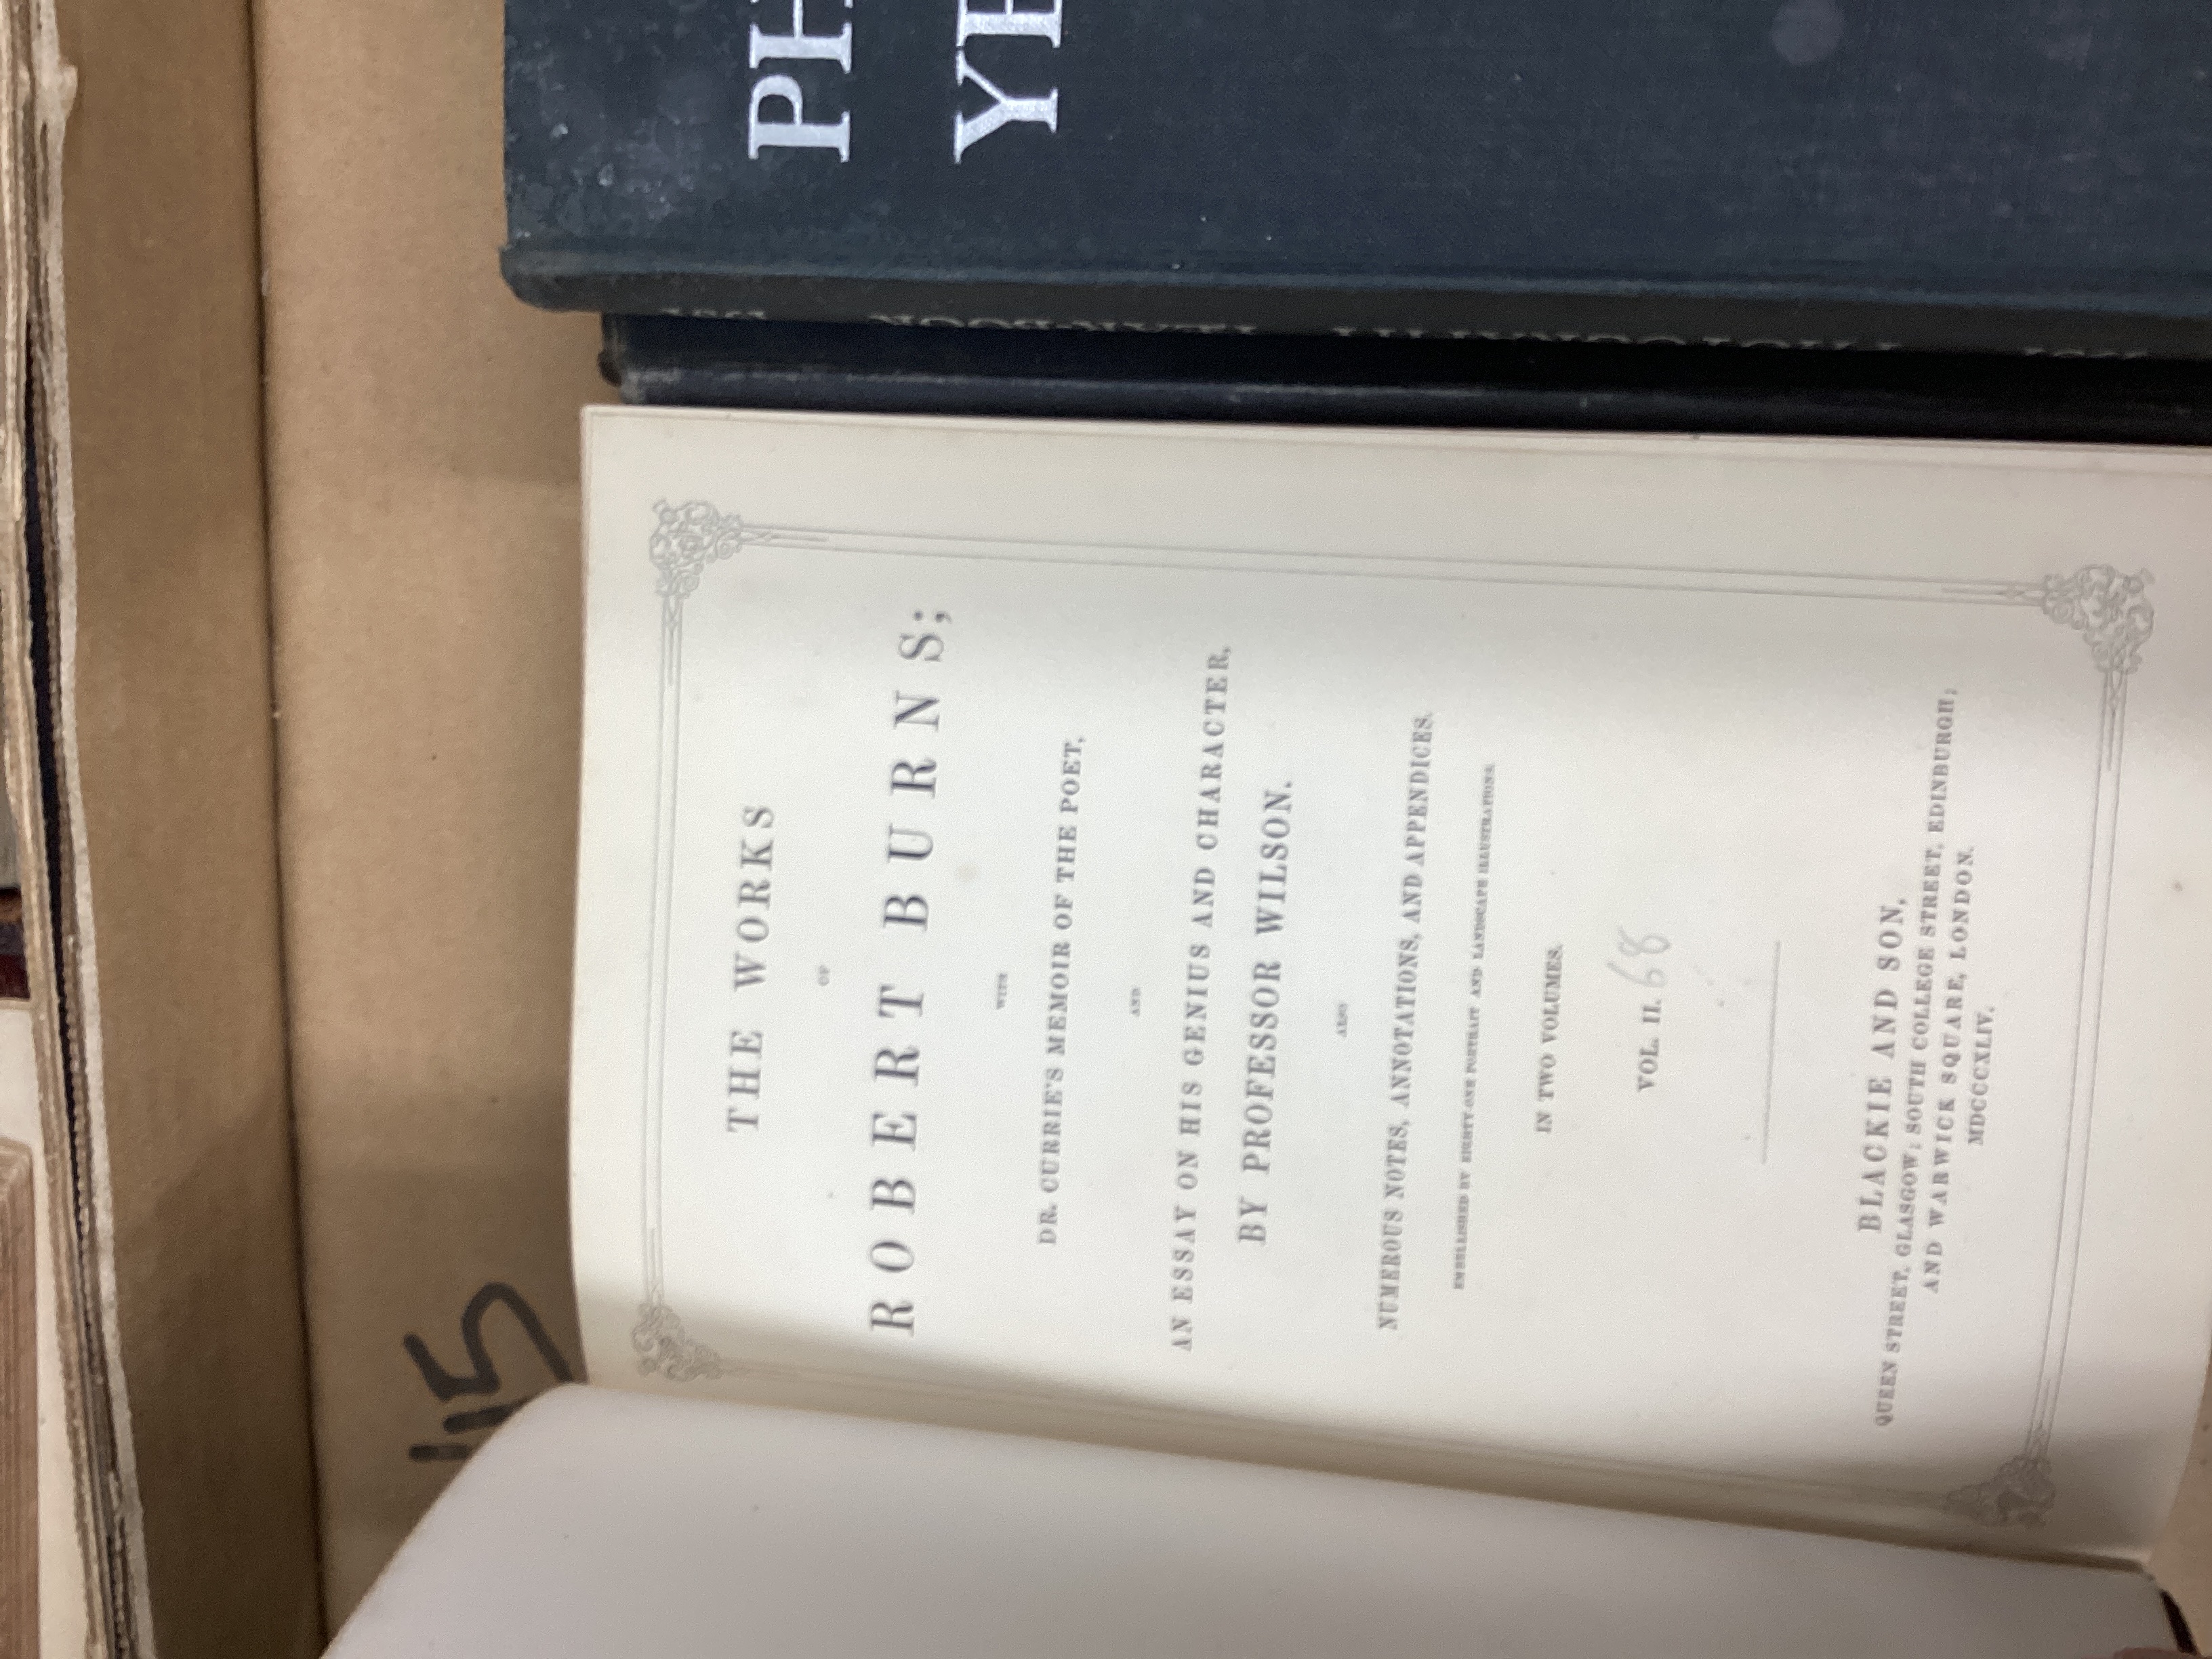 THE WORKS
OF
ROBERT BURNS;
WITH
DR. CURRIE'S MEMOIR OF THE POET,
AND
AN ESSAY ON HIS GENIUS AND CHARACTER,
BY PROFESSOR WILSON.
ALSO
NUMEROUS NOTES, ANNOTATIONS, AND APPENDICES.
EMBELLISHED BY EIGHTY-ONE PORTRAIT AND LANDSCAPE ILLUSTRATIONS.
IN TWO VOLUMES.
VOL. II. 68
BLACKIE AND SON,
QUEEN STREET, GLASGOW; SOUTH COLLEGE STREET, EDINBURGH;
AND WARWICK SQUARE, LONDON.
MDCCCXLIV.
115
PH
YE